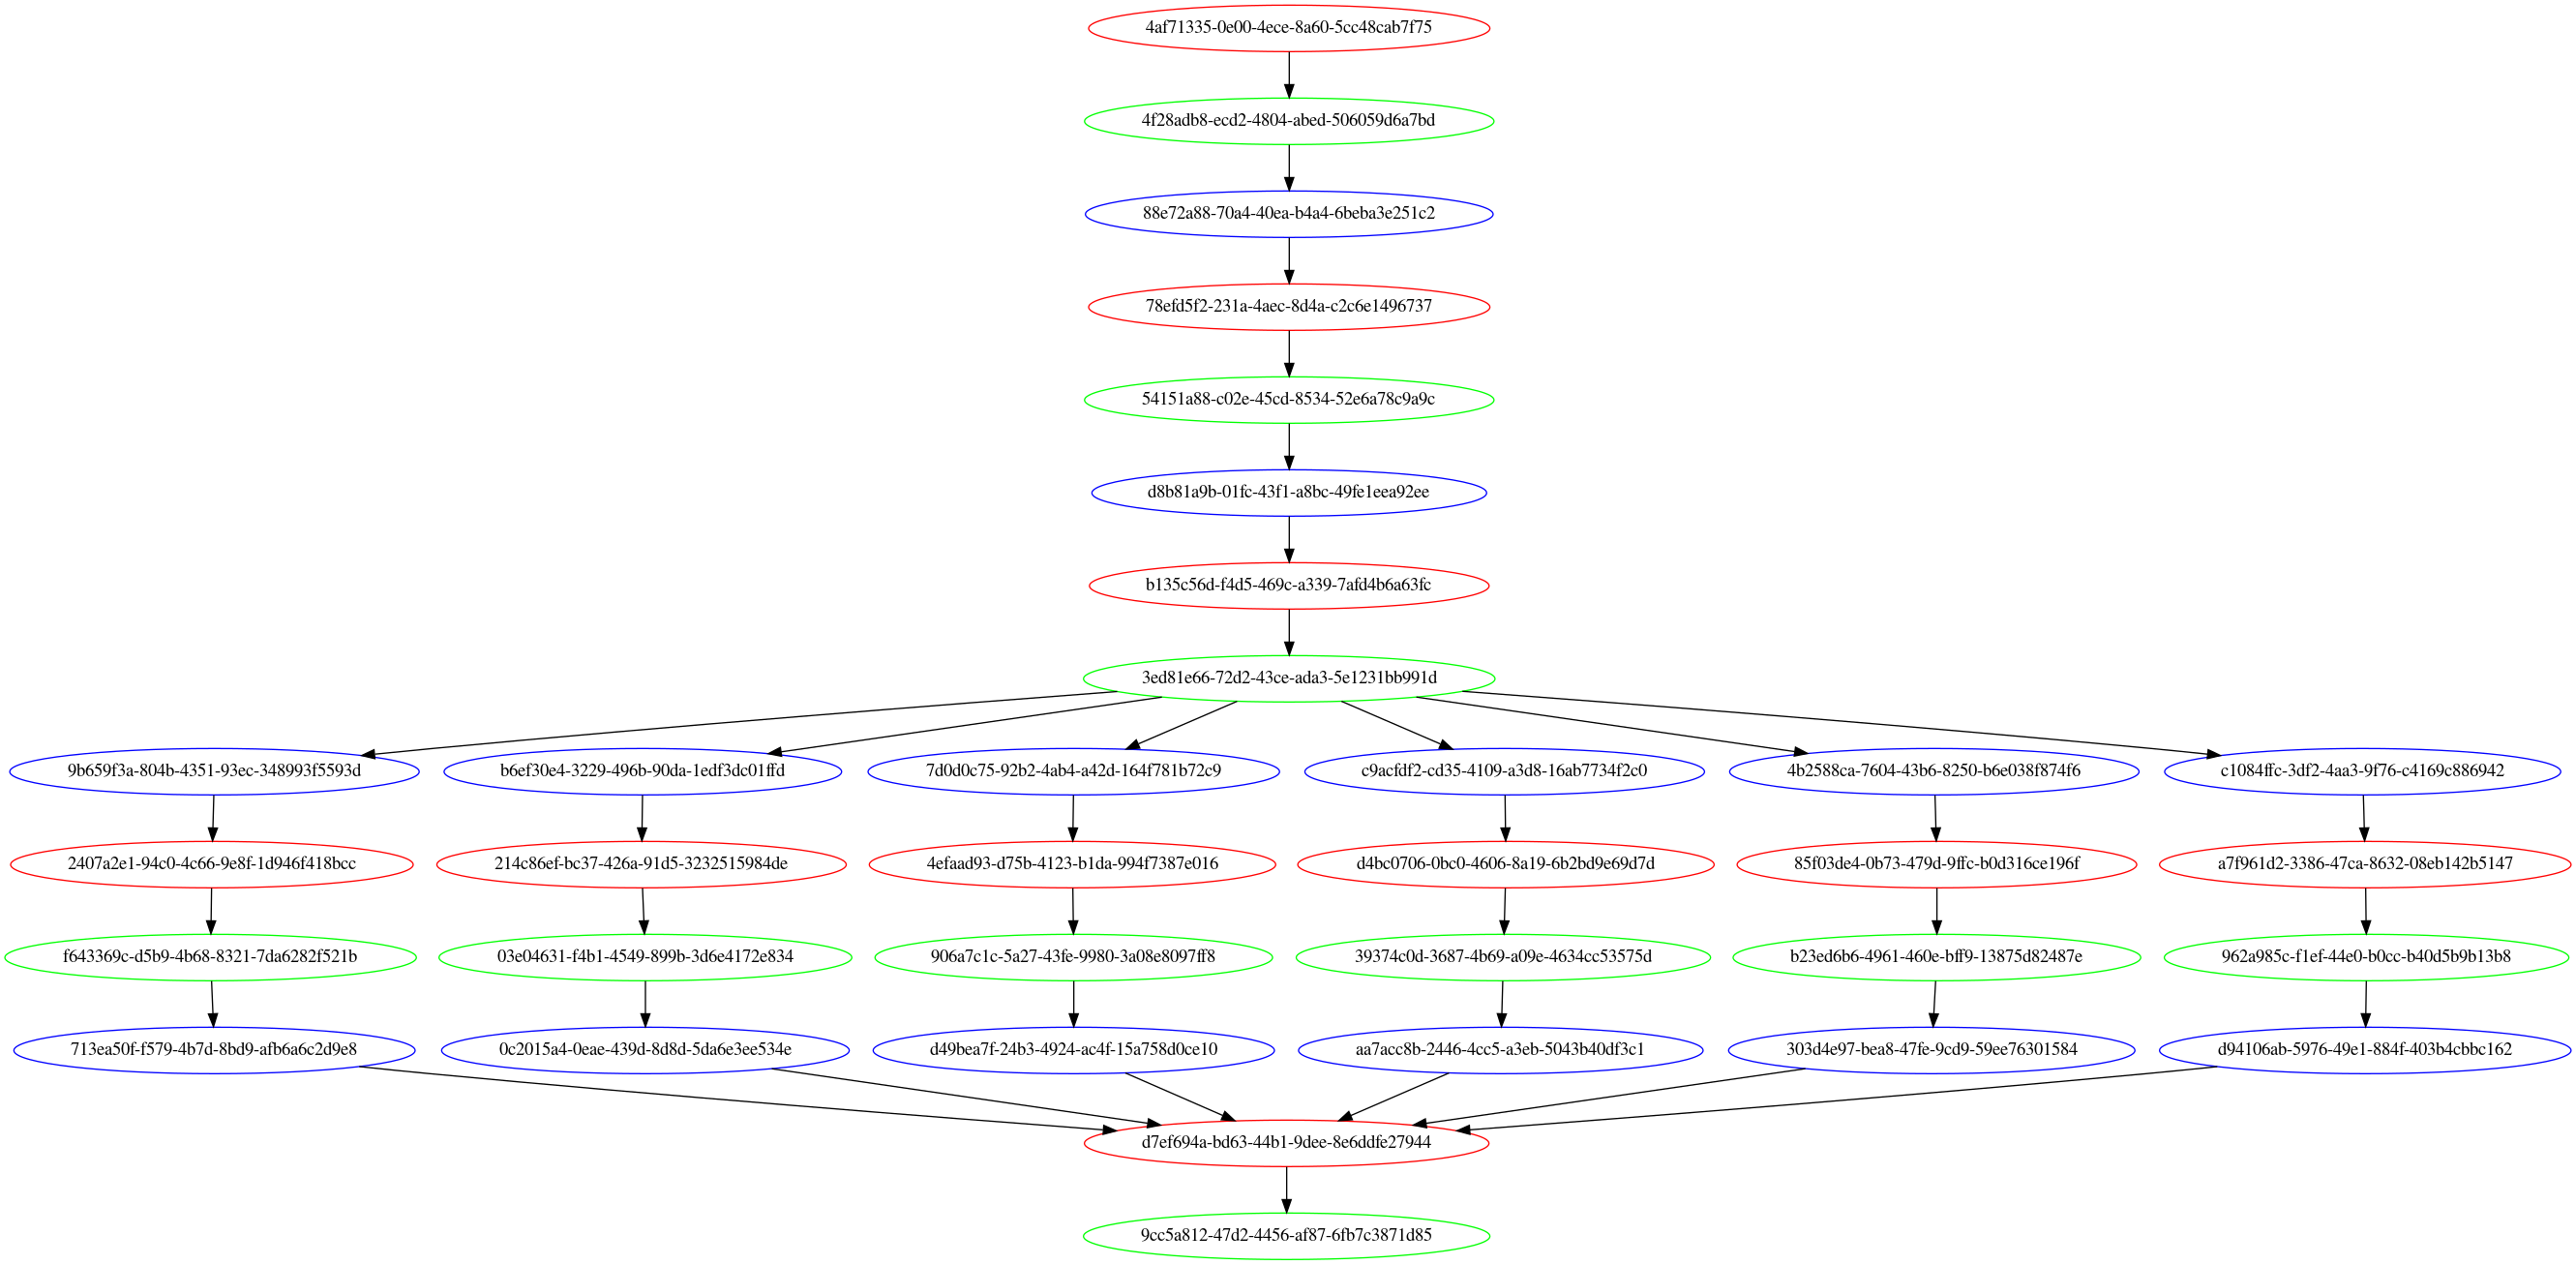 4af71335-0e00-4ece-8a60-5cc48cab7f75
4f28adb8-ecd2-4804-abed-506059d6a7bd
88e72a88-70a4-40ea-b4a4-6beba3e251c2
78efd5f2-231a-4aec-8d4a-c2c6e1496737
54151a88-c02e-45cd-8534-52e6a78c9a9c
d8b81a9b-01fc-43f1-a8bc-49fe1eea92ee
b135c56d-f4d5-469c-a339-7afd4b6a63fc
3ed81e66-72d2-43ce-ada3-5e1231bb991d
9b659f3a-804b-4351-93ec-348993f5593d
b6ef30e4-3229-496b-90da-1edf3dc01ffd
7d0d0c75-92b2-4ab4-a42d-164f781b72c9
c9acfdf2-cd35-4109-a3d8-16ab7734f2c0
4b2588ca-7604-43b6-8250-b6e038f874f6
c1084ffc-3df2-4aa3-9f76-c4169c886942
2407a2e1-94c0-4c66-9e8f-1d946f418bcc
214c86ef-bc37-426a-91d5-3232515984de
4efaad93-d75b-4123-b1da-994f7387e016
d4bc0706-0bc0-4606-8a19-6b2bd9e69d7d
85f03de4-0b73-479d-9ffc-b0d316ce196f
a7f961d2-3386-47ca-8632-08eb142b5147
f643369c-d5b9-4b68-8321-7da6282f521b
03e04631-f4b1-4549-899b-3d6e4172e834
906a7c1c-5a27-43fe-9980-3a08e8097ff8
39374c0d-3687-4b69-a09e-4634cc53575d
b23ed6b6-4961-460e-bff9-13875d82487e
962a985c-f1ef-44e0-b0cc-b40d5b9b13b8
713ea50f-f579-4b7d-8bd9-afb6a6c2d9e8
0c2015a4-0eae-439d-8d8d-5da6e3ee534e
d49bea7f-24b3-4924-ac4f-15a758d0ce10
aa7acc8b-2446-4cc5-a3eb-5043b40df3c1
303d4e97-bea8-47fe-9cd9-59ee76301584
d94106ab-5976-49e1-884f-403b4cbbc162
d7ef694a-bd63-44b1-9dee-8e6ddfe27944
9cc5a812-47d2-4456-af87-6fb7c3871d85